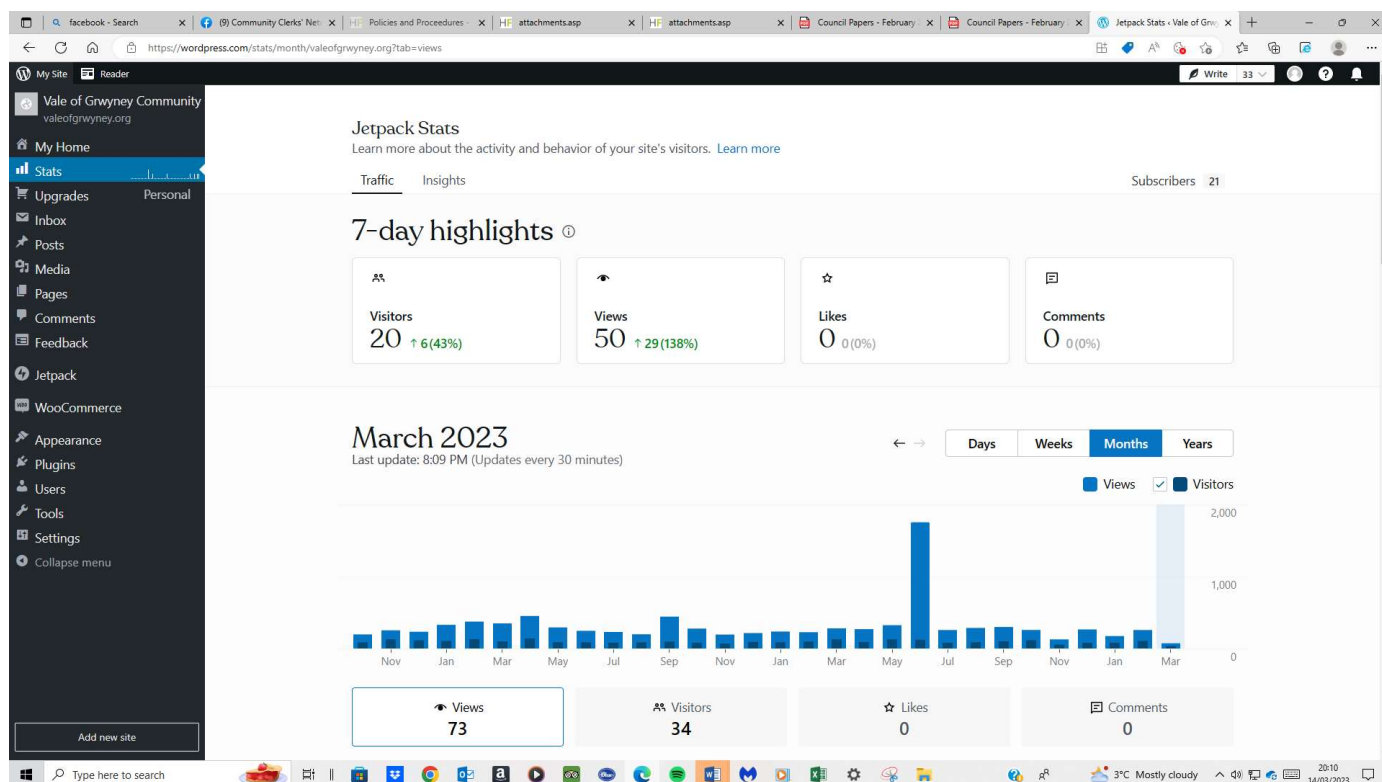 facebook - Search
(9) Community Clerks' Net
Policies and Proceedures -
attachments.asp
attachments.asp
Council Papers - February
Council Papers - February
Jetpack Stats ‹ Vale of Grw
https://wordpress.com/stats/month/valeofgrwyney.org?tab=views
My Site
Reader
Write 33
Vale of Grwyney Community
valeofgrwyney.org
My Home
Stats
Upgrades Personal
Inbox
Posts
Media
Pages
Comments
Feedback
Jetpack
WooCommerce
Appearance
Plugins
Users
Tools
Settings
Collapse menu
Add new site
Jetpack Stats
Learn more about the activity and behavior of your site's visitors. Learn more
Traffic Insights Subscribers 21
7-day highlights
Visitors
20 ↑ 6 (43%)
Views
50 ↑ 29 (138%)
Likes
0 0 (0%)
Comments
0 0 (0%)
March 2023
Last update: 8:09 PM (Updates every 30 minutes)
← → Days Weeks Months Years
Views Visitors
2,000
1,000
0
Nov Jan Mar May Jul Sep Nov Jan Mar May Jul Sep Nov Jan Mar
Views
73
Visitors
34
Likes
0
Comments
0
Type here to search
3°C Mostly cloudy
20:10
14/03/2023